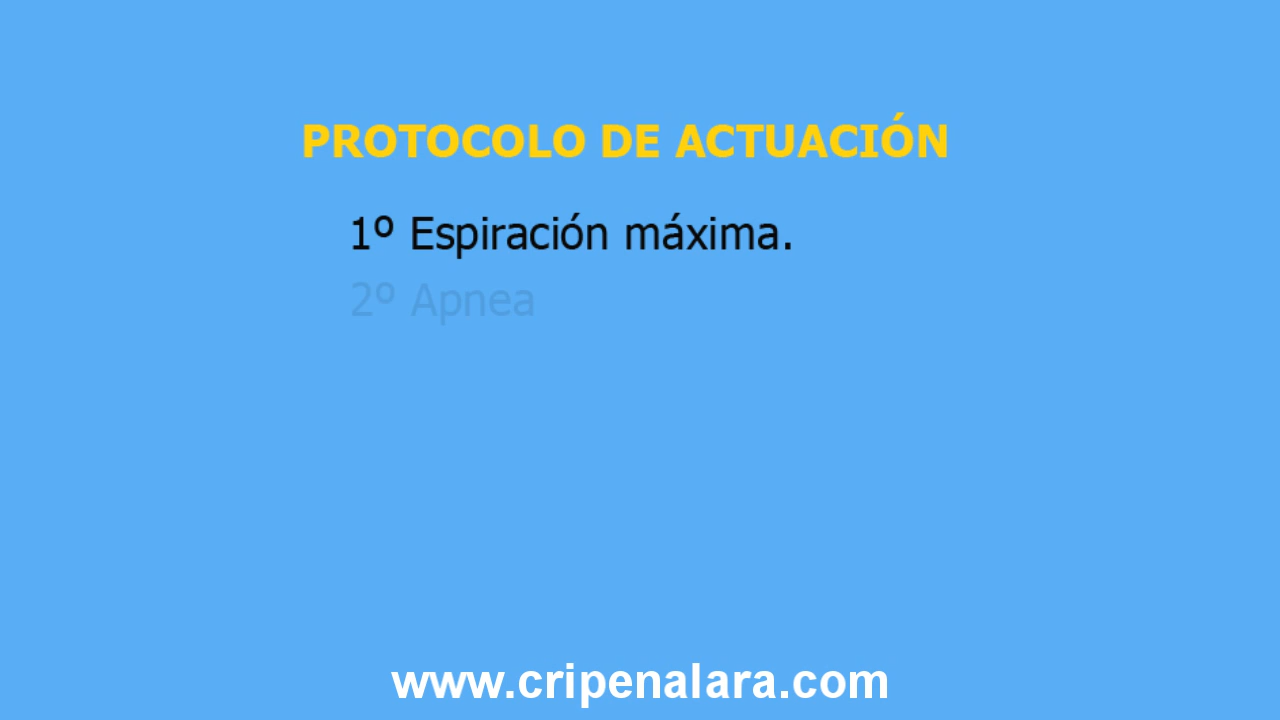 PROTOCOLO DE ACTUACIÓN
1º Espiración máxima.
2º Apnea
www.cripenalara.com